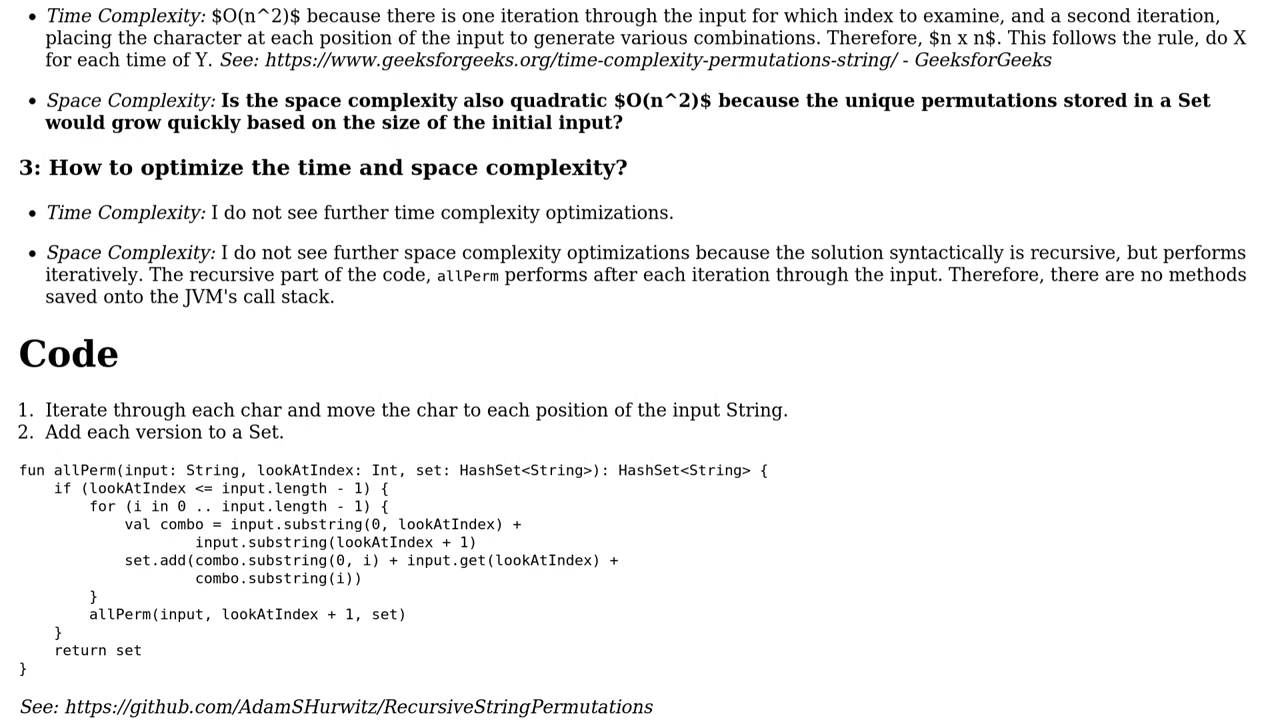 • Time Complexity: $O(n^2)$ because there is one iteration through the input for which index to examine, and a second iteration,
placing the character at each position of the input to generate various combinations. Therefore, $n x n$. This follows the rule, do X
for each time of Y. See: https://www.geeksforgeeks.org/time-complexity-permutations-string/ - GeeksforGeeks
• Space Complexity: Is the space complexity also quadratic $O(n^2)$ because the unique permutations stored in a Set
would grow quickly based on the size of the initial input?
3: How to optimize the time and space complexity?
• Time Complexity: I do not see further time complexity optimizations.
• Space Complexity: I do not see further space complexity optimizations because the solution syntactically is recursive, but performs
iteratively. The recursive part of the code, allPerm performs after each iteration through the input. Therefore, there are no methods
saved onto the JVM's call stack.
Code
1. Iterate through each char and move the char to each position of the input String.
2. Add each version to a Set.
fun allPerm(input: String, lookAtIndex: Int, set: HashSet<String>): HashSet<String> {
    if (lookAtIndex <= input.length - 1) {
        for (i in 0 .. input.length - 1) {
            val combo = input.substring(0, lookAtIndex) +
                    input.substring(lookAtIndex + 1)
            set.add(combo.substring(0, i) + input.get(lookAtIndex) +
                    combo.substring(i))
        }
        allPerm(input, lookAtIndex + 1, set)
    }
    return set
}
See: https://github.com/AdamSHurwitz/RecursiveStringPermutations